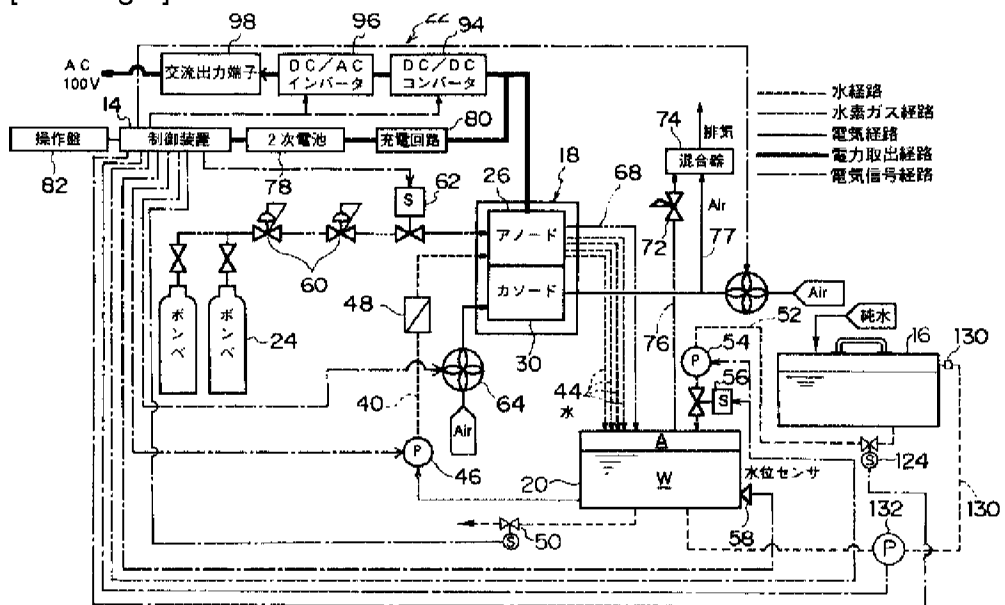 98
96
22
94
AC
100V
交流出力端子
DC/AC
インバータ
DC/DC
コンバータ
14
操作盤
制御装置
2次電池
充電回路
80
82
78
62
S
26
18
68
74
排気
混合器
水経路
水素ガス経路
電気経路
電力取出経路
電気信号経路
アノード
カソード
72
Air
77
60
48
ボンベ
ボンベ
24
30
76
52
Air
純水
16
130
54
P
56
S
40
64
Air
44
水
124
S
P
46
20
A
W
水位センサ
58
132
P
130
50
S